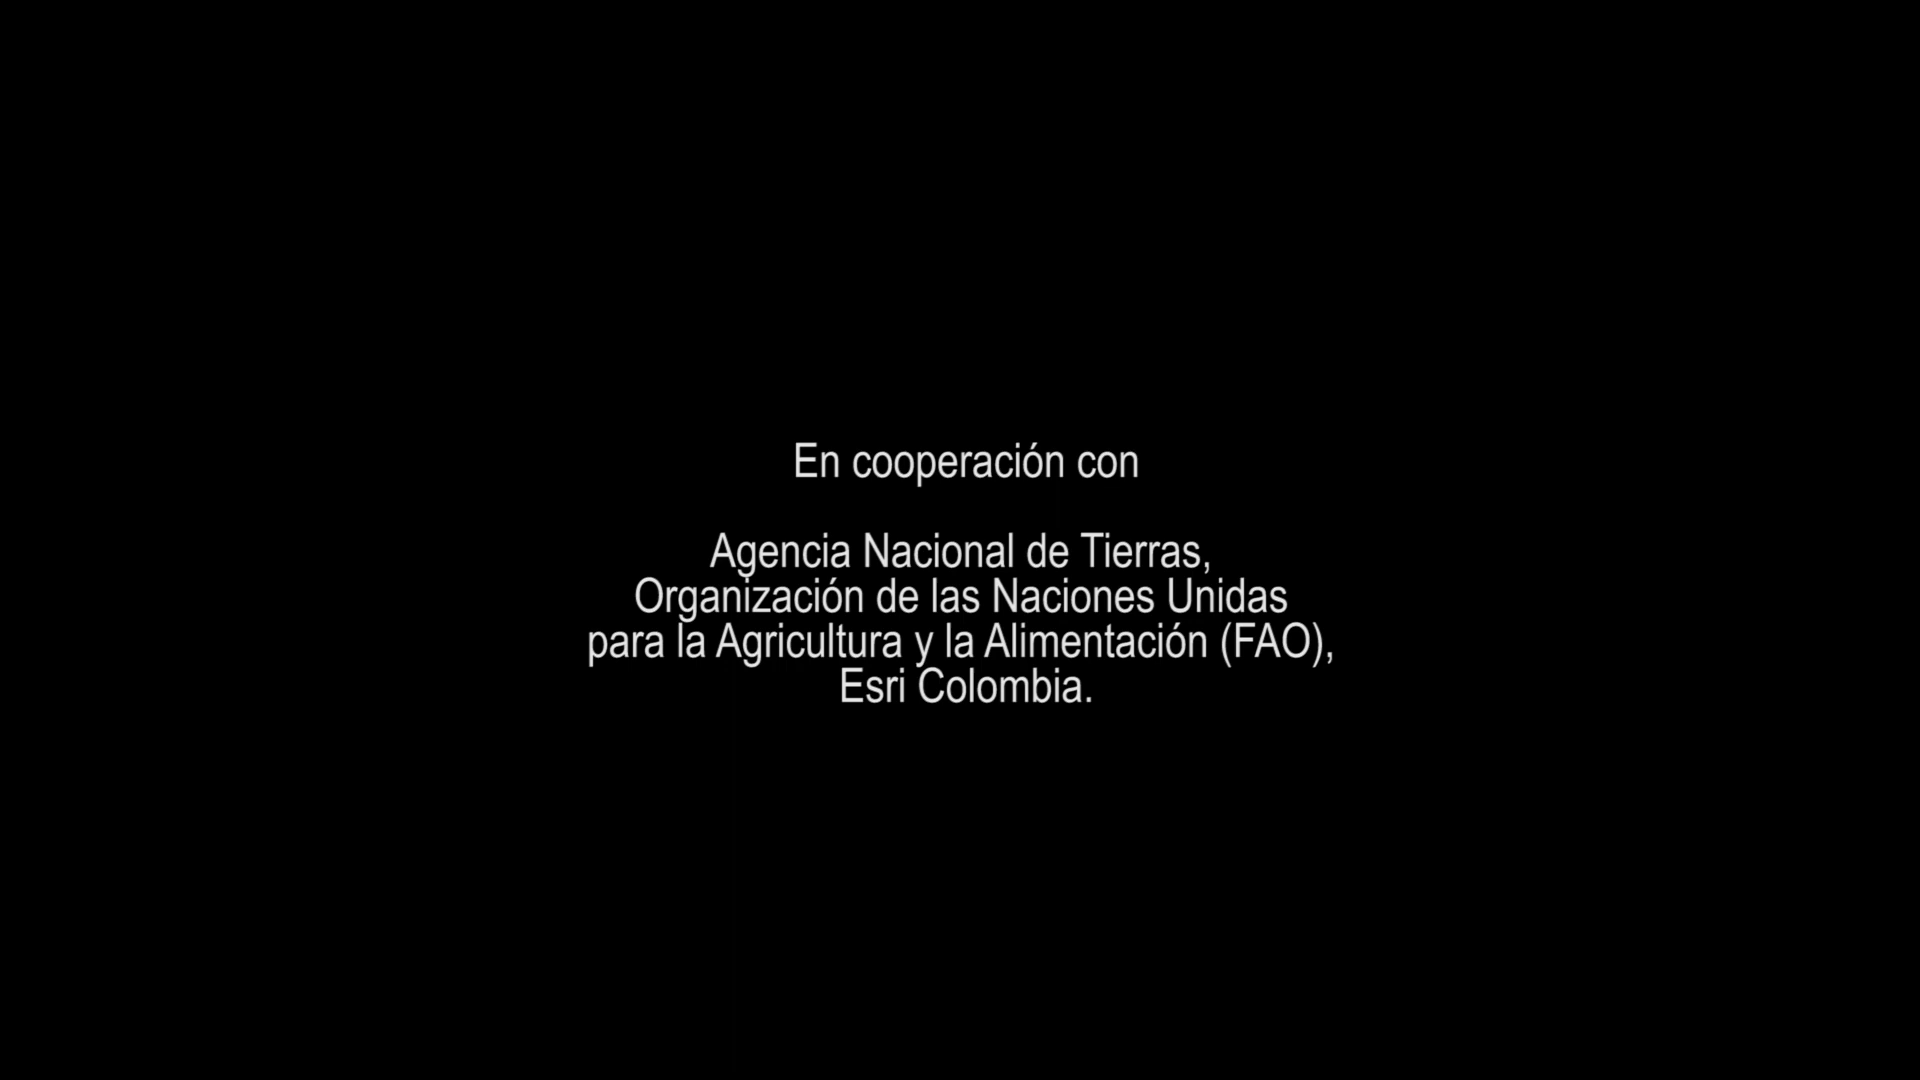 En cooperación con
Agencia Nacional de Tierras,
Organización de las Naciones Unidas
para la Agricultura y la Alimentación (FAO),
Esri Colombia.